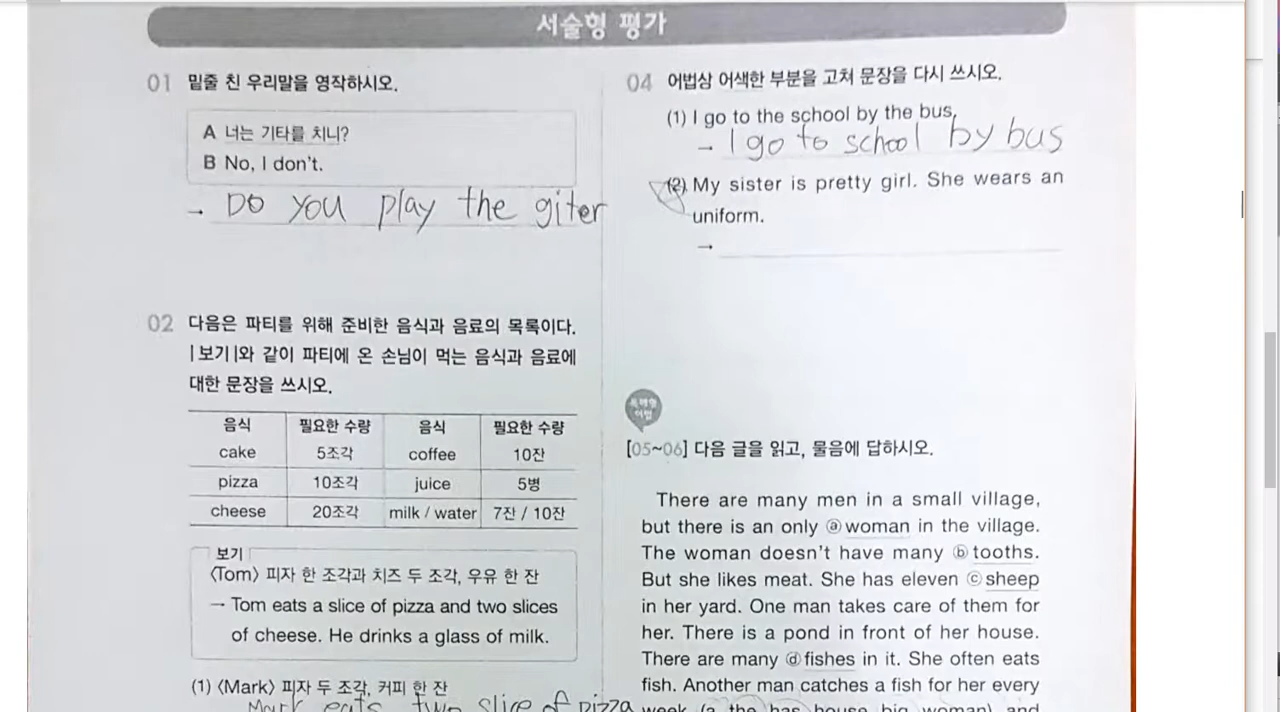 서술형 평가
01 밑줄 친 우리말을 영작하시오.
A 너는 기타를 치니?
B No, I don't.
→ Do you play the giter
02 다음은 파티를 위해 준비한 음식과 음료의 목록이다.
|보기|와 같이 파티에 온 손님이 먹는 음식과 음료에
대한 문장을 쓰시오.
음식 필요한 수량 음식 필요한 수량
cake 5조각 coffee 10잔
pizza 10조각 juice 5병
cheese 20조각 milk / water 7잔 / 10잔
보기
〈Tom〉 피자 한 조각과 치즈 두 조각, 우유 한 잔
→ Tom eats a slice of pizza and two slices
of cheese. He drinks a glass of milk.
(1) 〈Mark〉 피자 두 조각, 커피 한 잔
Mark eats two slice of pizza
04 어법상 어색한 부분을 고쳐 문장을 다시 쓰시오.
(1) I go to the school by the bus.
→ I go to school by bus
(2) My sister is pretty girl. She wears an
uniform.
→
[05~06] 다음 글을 읽고, 물음에 답하시오.
There are many men in a small village,
but there is an only ⓐ woman in the village.
The woman doesn't have many ⓑ tooths.
But she likes meat. She has eleven ⓒ sheep
in her yard. One man takes care of them for
her. There is a pond in front of her house.
There are many ⓓ fishes in it. She often eats
fish. Another man catches a fish for her every
week (a, the, has, house, big, woman) and